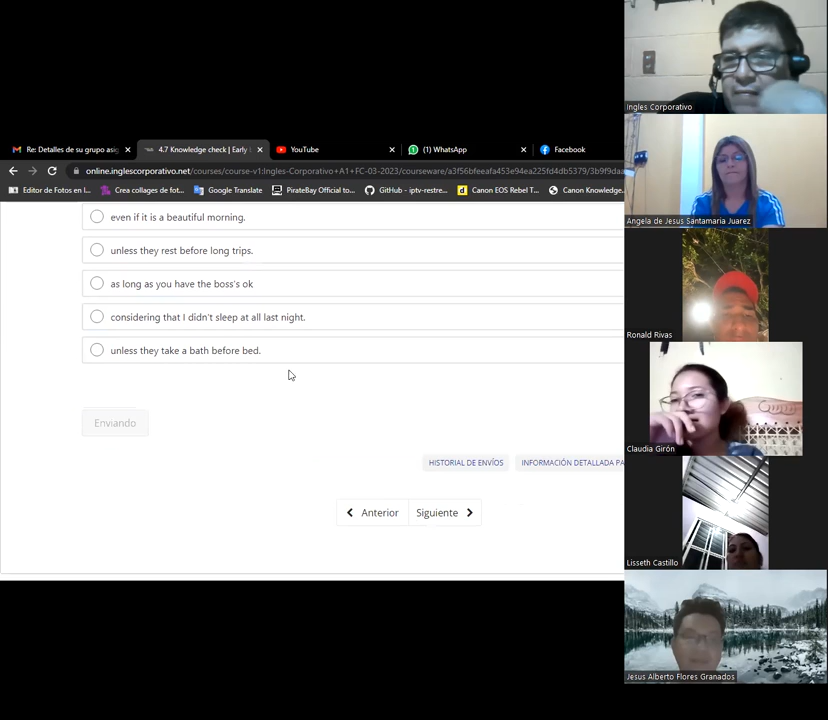 Re: Detalles de su grupo asig
4.7 Knowledge check | Early
YouTube
(1) WhatsApp
Facebook
online.inglescorporativo.net/courses/course-v1:Ingles-Corporativo+A1+FC-03-2023/courseware/a3f56bfeeafa453e94ea225fd4db5379/3b9f9daa
Editor de Fotos en l...
Crea collages de fot...
Google Translate
PirateBay Official to...
GitHub - iptv-restre...
Canon EOS Rebel T...
Canon Knowledge
even if it is a beautiful morning.
unless they rest before long trips.
as long as you have the boss's ok
considering that I didn't sleep at all last night.
unless they take a bath before bed.
Enviando
HISTORIAL DE ENVÍOS
INFORMACIÓN DETALLADA PA
Anterior
Siguiente
Ingles Corporativo
Angela de Jesus Santamaria Juarez
Ronald Rivas
Claudia Girón
Lisseth Castillo
Jesus Alberto Flores Granados